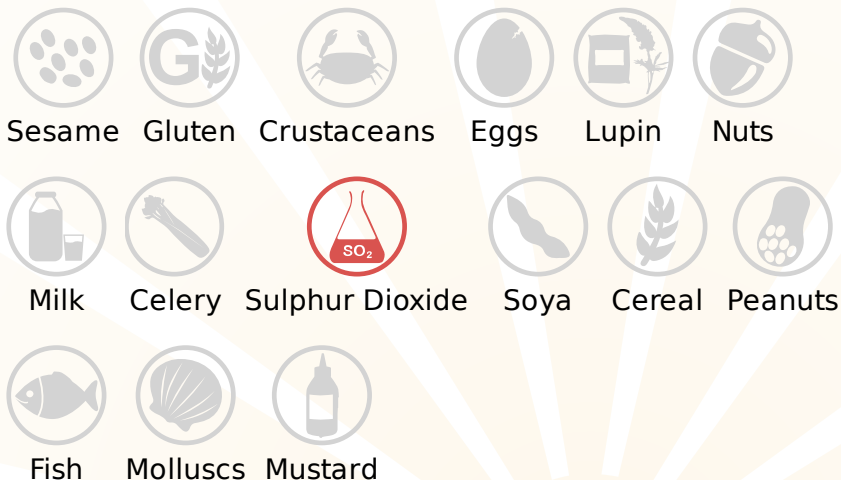 G
Sesame Gluten Crustaceans Eggs Lupin Nuts
SO₂
Milk Celery Sulphur Dioxide Soya Cereal Peanuts
Fish Molluscs Mustard